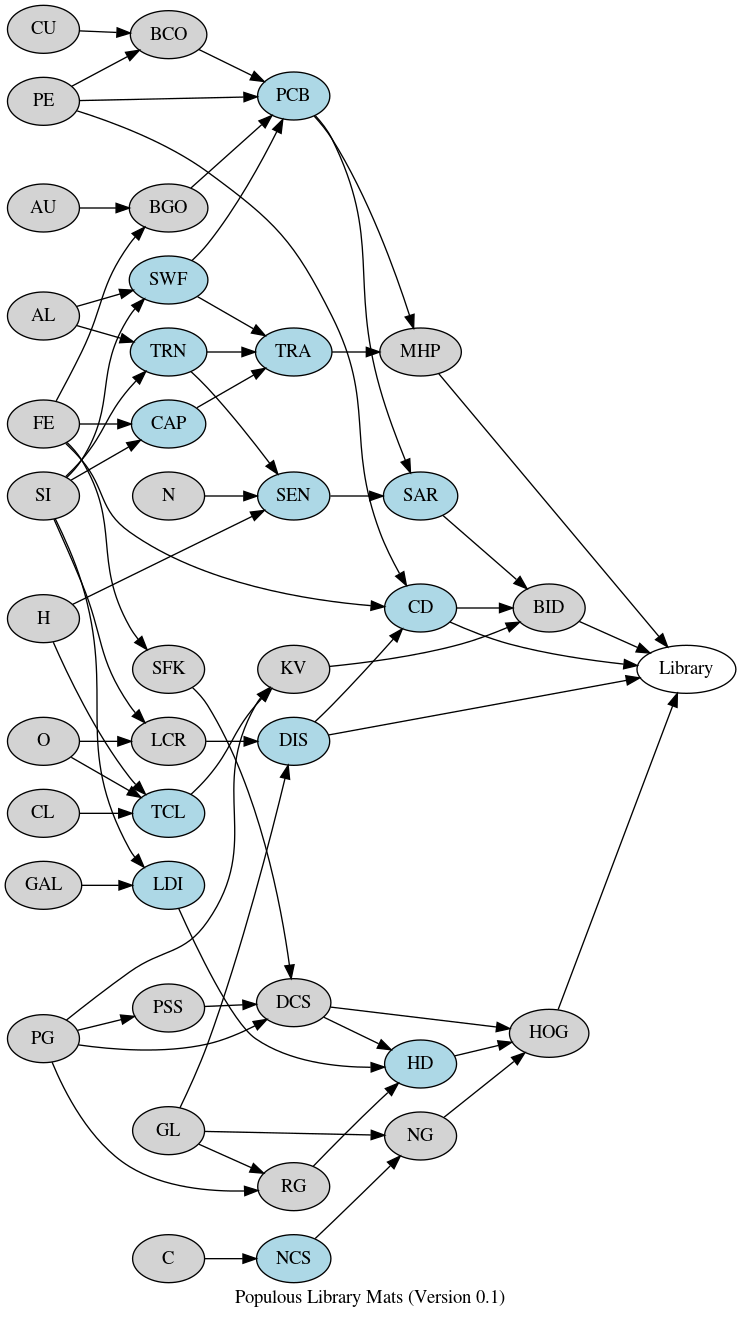 CU
BCO
PE
PCB
AU
BGO
SWF
AL
TRN
TRA
MHP
FE
CAP
SI
N
SEN
SAR
H
CD
BID
SFK
KV
Library
O
LCR
DIS
CL
TCL
GAL
LDI
PG
PSS
DCS
HOG
HD
GL
NG
RG
C
NCS
Populous Library Mats (Version 0.1)